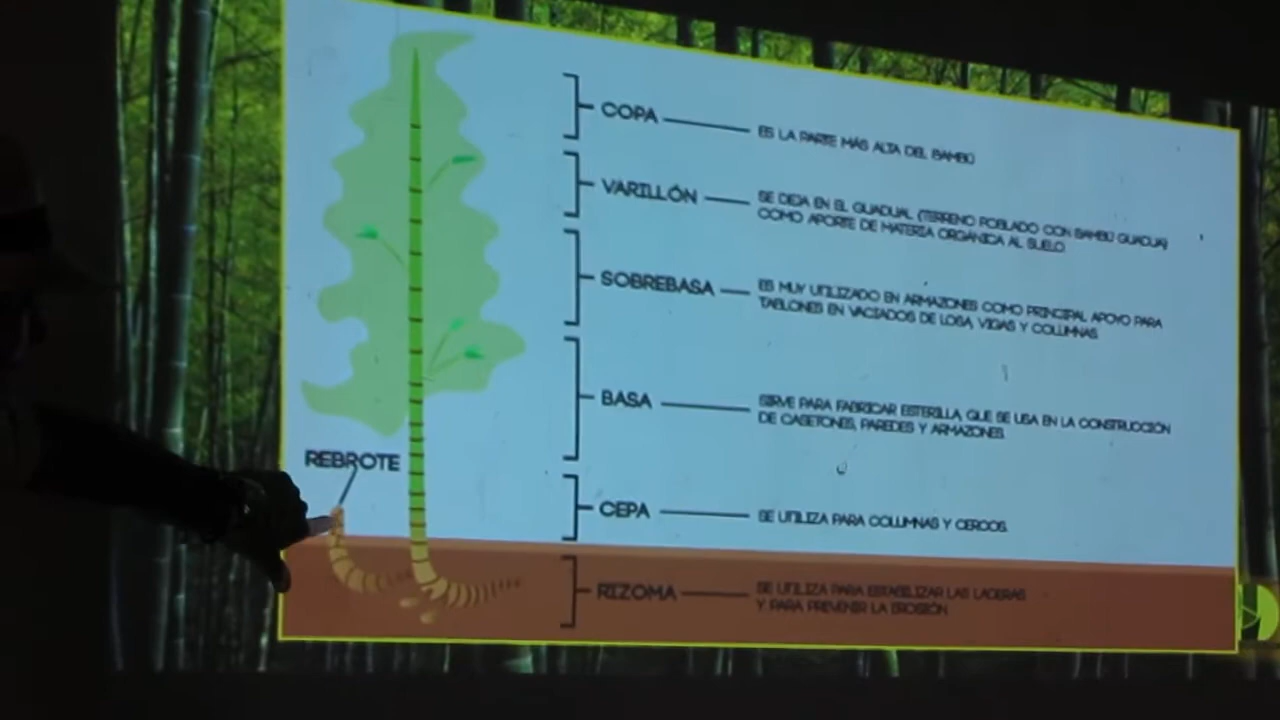 COPA
ES LA PARTE MÁS ALTA DEL BAMBÚ
VARILLÓN
SE DEJA EN EL GUADUAL (TERRENO POBLADO CON BAMBÚ GUADUA)
COMO APORTE DE MATERIA ORGÁNICA AL SUELO
SOBREBASA
ES MUY UTILIZADO EN ARMAZONES COMO PRINCIPAL APOYO PARA
TABLONES EN VACIADOS DE LOSA, VIGAS Y COLUMNAS.
BASA
SIRVE PARA FABRICAR ESTERILLA QUE SE USA EN LA CONSTRUCCIÓN
DE CASETONES, PAREDES Y ARMAZONES.
REBROTE
CEPA
SE UTILIZA PARA COLUMNAS Y CERCOS.
RIZOMA
SE UTILIZA PARA ESTABILIZAR LAS LADERAS
Y PARA PREVENIR LA EROSIÓN